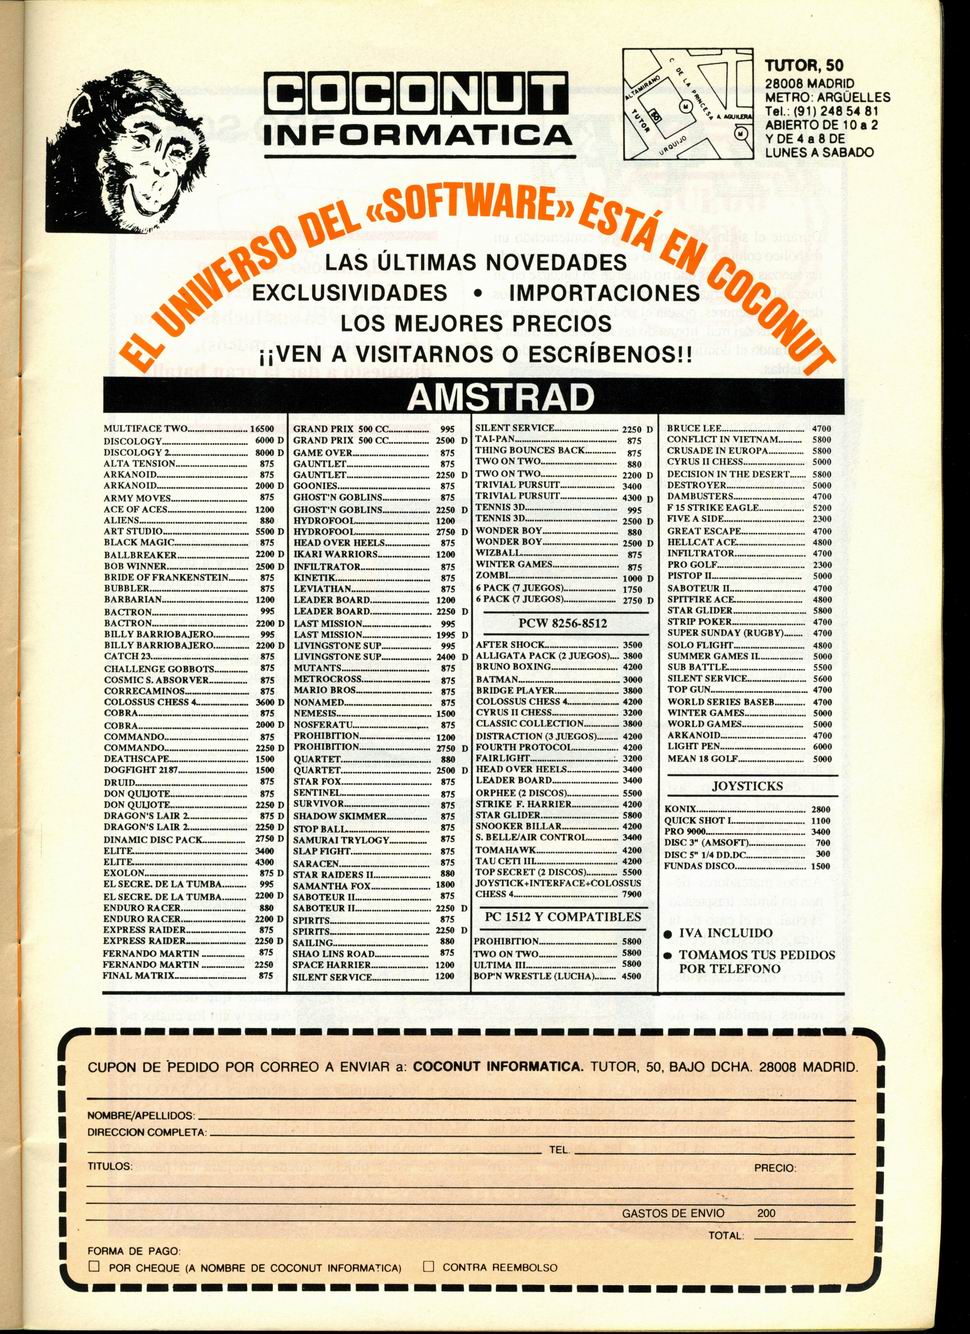 COCONUT
INFORMATICA
ALTAMIRANO
C. DE LA PRINCESA
A. AGUILERA
TUTOR
50
M
M
URQUIJO
TUTOR, 50
28008 MADRID
METRO: ARGÜELLES
Tel.: (91) 248 54 81
ABIERTO DE 10 a 2
Y DE 4 a 8 DE
LUNES A SABADO
EL UNIVERSO DEL «SOFTWARE» ESTÁ EN COCONUT
LAS ÚLTIMAS NOVEDADES
EXCLUSIVIDADES • IMPORTACIONES
LOS MEJORES PRECIOS
¡¡VEN A VISITARNOS O ESCRÍBENOS!!
AMSTRAD
MULTIFACE TWO.................... 16500
DISCOLOGY.................... 6000 D
DISCOLOGY 2.................... 8000 D
ALTA TENSION.................... 875
ARKANOID.................... 875
ARKANOID.................... 2000 D
ARMY MOVES.................... 875
ACE OF ACES.................... 1200
ALIENS.................... 880
ART STUDIO.................... 5500 D
BLACK MAGIC.................... 875
BALLBREAKER.................... 2200 D
BOB WINNER.................... 2500 D
BRIDE OF FRANKENSTEIN....... 875
BUBBLER.................... 875
BARBARIAN.................... 1200
BACTRON.................... 995
BACTRON.................... 2200 D
BILLY BARRIOBAJERO.................... 995
BILLY BARRIOBAJERO.................... 2200 D
CATCH 23.................... 875
CHALLENGE GOBBOTS.................... 875
COSMIC S. ABSORVER.................... 875
CORRECAMINOS.................... 875
COLOSSUS CHESS 4.................... 3600 D
COBRA.................... 875
COBRA.................... 2000 D
COMMANDO.................... 875
COMMANDO.................... 2250 D
DEATHSCAPE.................... 1500
DOGFIGHT 2187.................... 1500
DRUID.................... 875
DON QUIJOTE.................... 875
DON QUIJOTE.................... 2250 D
DRAGON'S LAIR 2.................... 875 D
DRAGON'S LAIR 2.................... 2250 D
DINAMIC DISC PACK.................... 2750 D
ELITE.................... 3400
ELITE.................... 4300
EXOLON.................... 875 D
EL SECRE. DE LA TUMBA........ 995
EL SECRE. DE LA TUMBA........ 2200 D
ENDURO RACER.................... 880
ENDURO RACER.................... 2200 D
EXPRESS RAIDER.................... 875
EXPRESS RAIDER.................... 2250 D
FERNANDO MARTIN .................... 875
FERNANDO MARTIN .................... 2250
FINAL MATRIX.................... 875
GRAND PRIX 500 CC.............. 995
GRAND PRIX 500 CC.............. 2500 D
GAME OVER.................... 875
GAUNTLET.................... 875
GAUNTLET.................... 2250 D
GOONIES.................... 875
GHOST'N GOBLINS.................... 875
GHOST'N GOBLINS.................... 2250 D
HYDROFOOL.................... 1200
HYDROFOOL.................... 2750 D
HEAD OVER HEELS.................... 875
IKARI WARRIORS.................... 1200
INFILTRATOR.................... 875
KINETIK.................... 875
LEVIATHAN.................... 875
LEADER BOARD.................... 1200
LEADER BOARD.................... 2250 D
LAST MISSION.................... 995
LAST MISSION.................... 1995 D
LIVINGSTONE SUP.................... 995
LIVINGSTONE SUP.................... 2400 D
MUTANTS.................... 875
METROCROSS.................... 875
MARIO BROS.................... 875
NONAMED.................... 875
NEMESIS.................... 1500
NOSFERATU.................... 875
PROHIBITION.................... 1200
PROHIBITION.................... 2750 D
QUARTET.................... 880
QUARTET.................... 2500 D
STAR FOX.................... 875
SENTINEL.................... 875
SURVIVOR.................... 875
SHADOW SKIMMER.................... 875
STOP BALL.................... 875
SAMURAI TRYLOGY.................... 875
SLAP FIGHT.................... 875
SARACEN.................... 875
STAR RAIDERS II.................... 880
SAMANTHA FOX.................... 1800
SABOTEUR II.................... 875
SABOTEUR II.................... 2250 D
SPIRITS.................... 875
SPIRITS.................... 2250 D
SAILING.................... 880
SHAO LINS ROAD.................... 875
SPACE HARRIER.................... 1200
SILENT SERVICE.................... 1200
SILENT SERVICE.................... 2250 D
TAI-PAN.................... 875
THING BOUNCES BACK.......... 875
TWO ON TWO.................... 880
TWO ON TWO.................... 2200 D
TRIVIAL PURSUIT.................... 3400
TRIVIAL PURSUIT.................... 4300 D
TENNIS 3D.................... 995
TENNIS 3D.................... 2500 D
WONDER BOY.................... 880
WONDER BOY.................... 2500 D
WIZBALL.................... 875
WINTER GAMES.................... 875
ZOMBI.................... 1000 D
6 PACK (7 JUEGOS).................... 1750
6 PACK (7 JUEGOS).................... 2750 D
PCW 8256-8512
AFTER SHOCK.................... 3500
ALLIGATA PACK (2 JUEGOS).... 3800
BRUNO BOXING.................... 4200
BATMAN.................... 3000
BRIDGE PLAYER.................... 3800
COLOSSUS CHESS 4.................... 4200
CYRUS II CHESS.................... 3200
CLASSIC COLLECTION.................... 3800
DISTRACTION (3 JUEGOS)........ 4200
FOURTH PROTOCOL.................... 4200
FAIRLIGHT.................... 3200
HEAD OVER HEELS.................... 3400
LEADER BOARD.................... 3400
ORPHEE (2 DISCOS).................... 5500
STRIKE F. HARRIER.................... 4200
STAR GLIDER.................... 5800
SNOOKER BILLAR.................... 4200
S. BELLE/AIR CONTROL.......... 3400
TOMAHAWK.................... 4200
TAU CETI III.................... 4200
TOP SECRET (2 DISCOS)........... 5500
JOYSTICK+INTERFACE+COLOSSUS
CHESS 4.................... 7900
PC 1512 Y COMPATIBLES
PROHIBITION.................... 5800
TWO ON TWO.................... 5800
ULTIMA III.................... 5800
BOP'N WRESTLE (LUCHA)........ 4500
BRUCE LEE.................... 4700
CONFLICT IN VIETNAM.......... 5800
CRUSADE IN EUROPA............ 5800
CYRUS II CHESS.................... 5000
DECISION IN THE DESERT..... 5800
DESTROYER.................... 5000
DAMBUSTERS.................... 4700
F 15 STRIKE EAGLE.................... 5200
FIVE A SIDE.................... 2300
GREAT ESCAPE.................... 4700
HELLCAT ACE.................... 4800
INFILTRATOR.................... 4700
PRO GOLF.................... 2300
PISTOP II.................... 5000
SABOTEUR II.................... 4700
SPITFIRE ACE.................... 4800
STAR GLIDER.................... 5800
STRIP POKER.................... 4700
SUPER SUNDAY (RUGBY)....... 4700
SOLO FLIGHT.................... 4800
SUMMER GAMES II.................... 5000
SUB BATTLE.................... 5500
SILENT SERVICE.................... 5600
TOP GUN.................... 4700
WORLD SERIES BASEB.......... 4700
WINTER GAMES.................... 5000
WORLD GAMES.................... 5000
ARKANOID.................... 4700
LIGHT PEN.................... 6000
MEAN 18 GOLF.................... 5000
JOYSTICKS
KONIX.................... 2800
QUICK SHOT I.................... 1100
PRO 9000.................... 3400
DISC 3" (AMSOFT).................... 700
DISC 5" 1/4 DD.DC.................... 300
FUNDAS DISCO.................... 1500
● IVA INCLUIDO
● TOMAMOS TUS PEDIDOS
POR TELEFONO
CUPON DE PEDIDO POR CORREO A ENVIAR a: COCONUT INFORMATICA. TUTOR, 50, BAJO DCHA. 28008 MADRID.
NOMBRE/APELLIDOS:
DIRECCION COMPLETA:
TEL.
TITULOS: PRECIO:
GASTOS DE ENVIO 200
TOTAL:
FORMA DE PAGO:
☐ POR CHEQUE (A NOMBRE DE COCONUT INFORMATICA) ☐ CONTRA REEMBOLSO